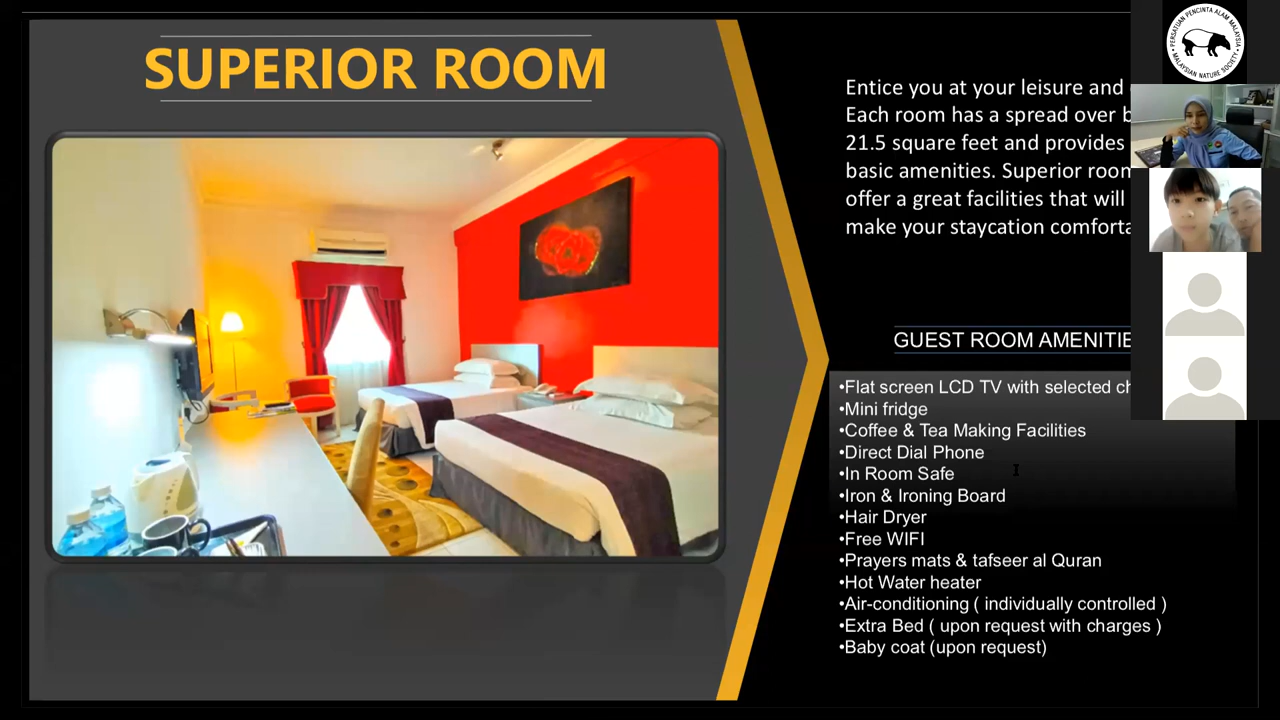 SUPERIOR ROOM
Entice you at your leisure and
Each room has a spread over
21.5 square feet and provides
basic amenities. Superior room
offer a great facilities that will
make your staycation
GUEST ROOM
•Flat screen LCD TV with selected
•Mini fridge
•Coffee & Tea Making Facilities
•Direct Dial Phone
•In Room Safe
•Iron & Ironing Board
•Hair Dryer
•Free WIFI
•Prayers mats & tafseer al Quran
•Hot Water heater
•Air-conditioning ( individually controlled )
•Extra Bed ( upon request with charges )
•Baby coat (upon request)
PERSATUAN PENCINTA ALAM MALAYSIA
MALAYSIAN NATURE SOCIETY